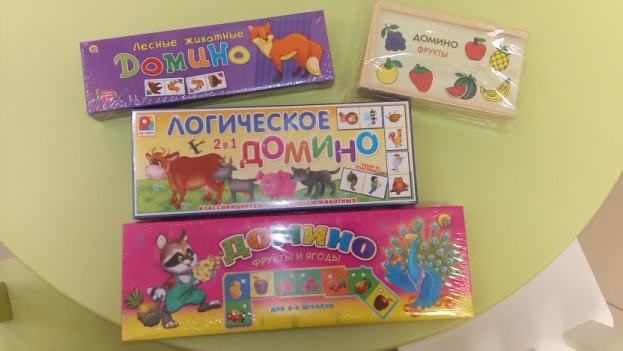 Лесные животные
Домино
ДОМИНО
ФРУКТЫ
ЛОГИЧЕСКОЕ
2 в 1 ДОМИНО
ДОМИНО
ФРУКТЫ И ЯГОДЫ
ДЛЯ 2-4 ИГРОКОВ